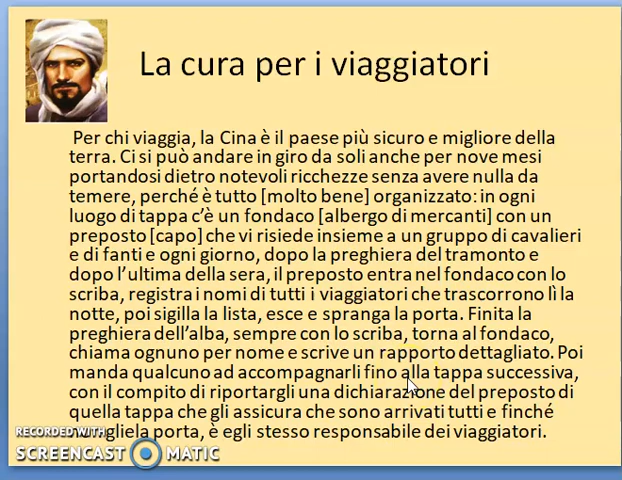 La cura per i viaggiatori
Per chi viaggia, la Cina è il paese più sicuro e migliore della
terra. Ci si può andare in giro da soli anche per nove mesi
portandosi dietro notevoli ricchezze senza avere nulla da
temere, perché è tutto [molto bene] organizzato: in ogni
luogo di tappa c’è un fondaco [albergo di mercanti] con un
preposto [capo] che vi risiede insieme a un gruppo di cavalieri
e di fanti e ogni giorno, dopo la preghiera del tramonto e
dopo l’ultima della sera, il preposto entra nel fondaco con lo
scriba, registra i nomi di tutti i viaggiatori che trascorrono lì la
notte, poi sigilla la lista, esce e spranga la porta. Finita la
preghiera dell’alba, sempre con lo scriba, torna al fondaco,
chiama ognuno per nome e scrive un rapporto dettagliato. Poi
manda qualcuno ad accompagnarli fino alla tappa successiva,
con il compito di riportargli una dichiarazione del preposto di
quella tappa che gli assicura che sono arrivati tutti e finché
porta, è egli stesso responsabile dei viaggiatori.
RECORDED WITH
SCREENCAST MATIC